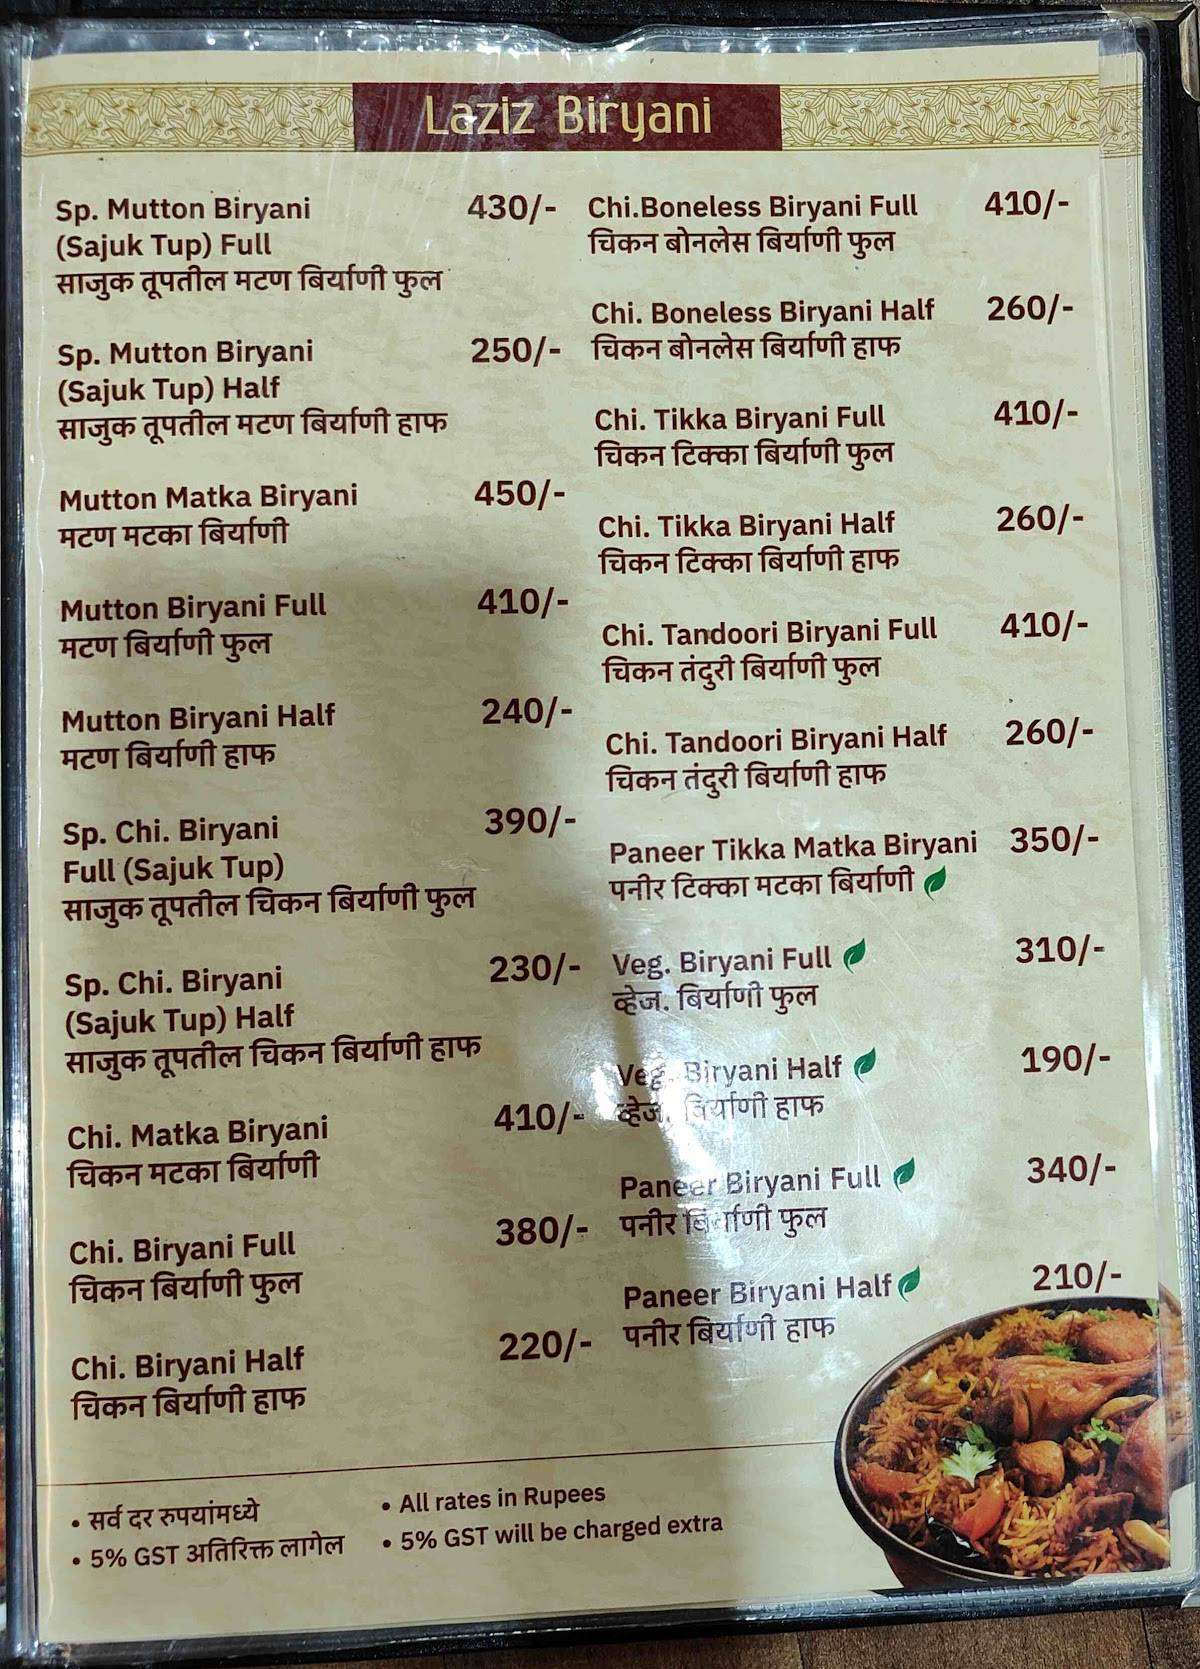 Laziz Biryani
Sp. Mutton Biryani 430/-
(Sajuk Tup) Full
साजुक तूपतील मटण बिर्याणी फुल
Sp. Mutton Biryani 250/-
(Sajuk Tup) Half
साजुक तूपतील मटण बिर्याणी हाफ
Mutton Matka Biryani 450/-
मटण मटका बिर्याणी
Mutton Biryani Full 410/-
मटण बिर्याणी फुल
Mutton Biryani Half 240/-
मटण बिर्याणी हाफ
Sp. Chi. Biryani 390/-
Full (Sajuk Tup)
साजुक तूपतील चिकन बिर्याणी फुल
Sp. Chi. Biryani 230/-
(Sajuk Tup) Half
साजुक तूपतील चिकन बिर्याणी हाफ
Chi. Matka Biryani 410/-
चिकन मटका बिर्याणी
Chi. Biryani Full 380/-
चिकन बिर्याणी फुल
Chi. Biryani Half 220/-
चिकन बिर्याणी हाफ
Chi.Boneless Biryani Full 410/-
चिकन बोनलेस बिर्याणी फुल
Chi. Boneless Biryani Half 260/-
चिकन बोनलेस बिर्याणी हाफ
Chi. Tikka Biryani Full 410/-
चिकन टिक्का बिर्याणी फुल
Chi. Tikka Biryani Half 260/-
चिकन टिक्का बिर्याणी हाफ
Chi. Tandoori Biryani Full 410/-
चिकन तंदुरी बिर्याणी फुल
Chi. Tandoori Biryani Half 260/-
चिकन तंदुरी बिर्याणी हाफ
Paneer Tikka Matka Biryani 350/-
पनीर टिक्का मटका बिर्याणी
Veg. Biryani Full 310/-
व्हेज. बिर्याणी फुल
Veg. Biryani Half 190/-
व्हेज. बिर्याणी हाफ
Paneer Biryani Full 340/-
पनीर बिर्याणी फुल
Paneer Biryani Half 210/-
पनीर बिर्याणी हाफ
• सर्व दर रुपयांमध्ये
• 5% GST अतिरिक्त लागेल
• All rates in Rupees
• 5% GST will be charged extra